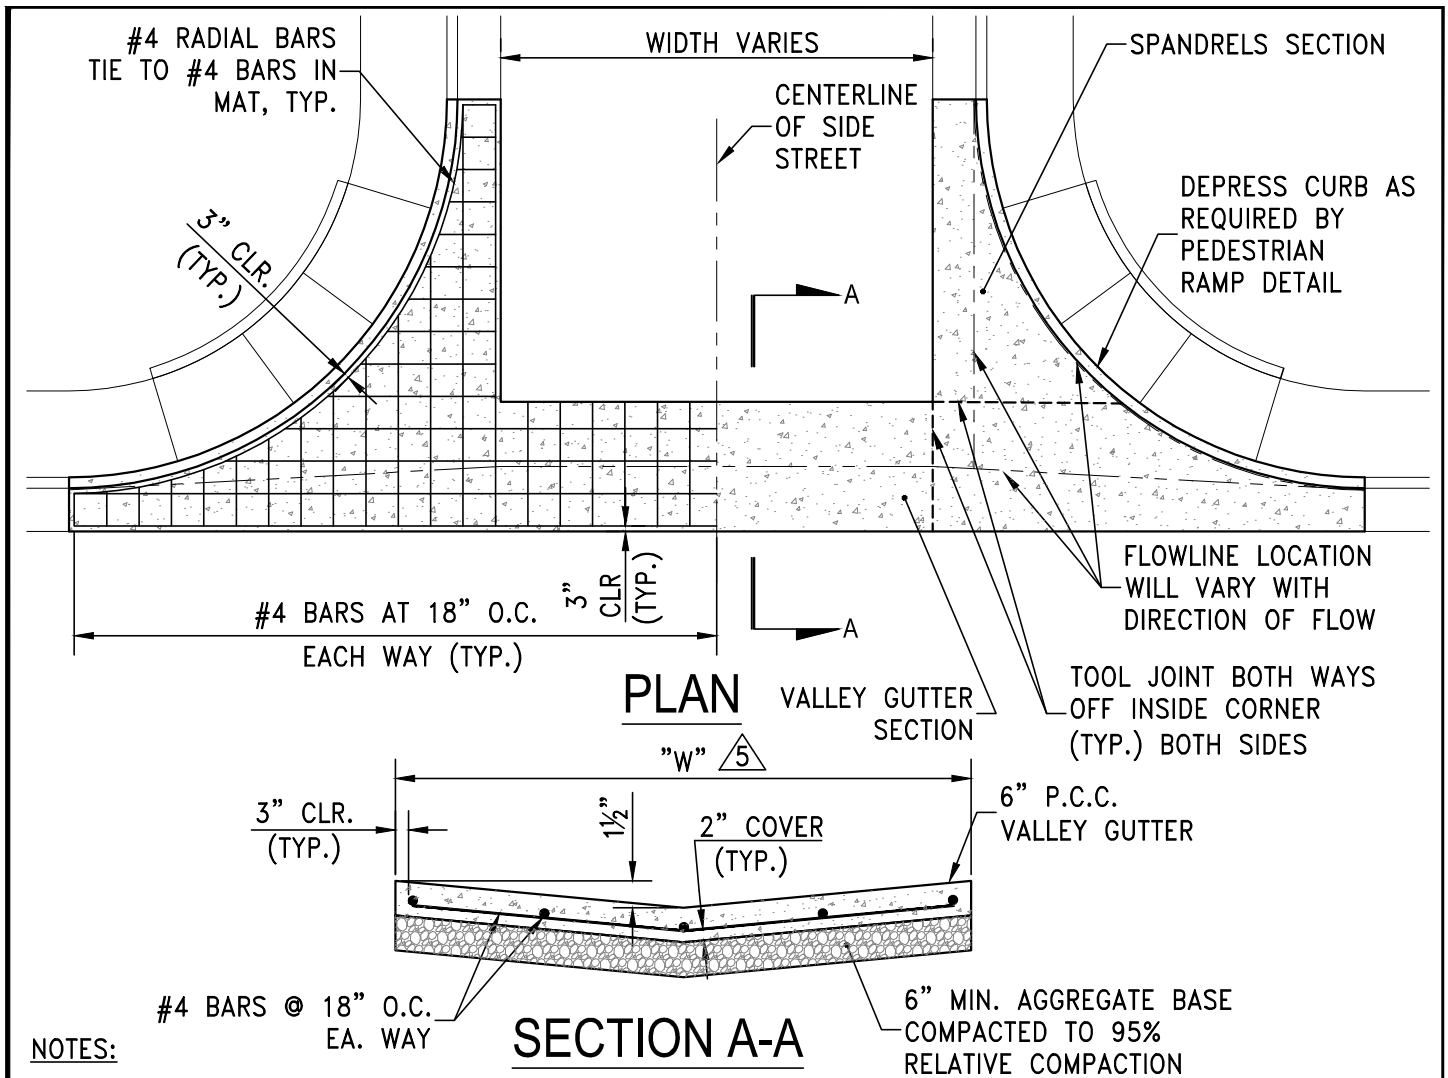 #4 RADIAL BARS
TIE TO #4 BARS IN
MAT, TYP.
WIDTH VARIES
CENTERLINE
OF SIDE
STREET
SPANDRELS SECTION
DEPRESS CURB AS
REQUIRED BY
PEDESTRIAN
RAMP DETAIL
3" CLR.
(TYP.)
A
A
FLOWLINE LOCATION
WILL VARY WITH
DIRECTION OF FLOW
#4 BARS AT 18" O.C.
EACH WAY (TYP.)
3"
CLR
(TYP.)
TOOL JOINT BOTH WAYS
OFF INSIDE CORNER
(TYP.) BOTH SIDES
VALLEY GUTTER
SECTION
PLAN
"W" 5
3" CLR.
(TYP.)
1½"
2" COVER
(TYP.)
6" P.C.C.
VALLEY GUTTER
#4 BARS @ 18" O.C.
EA. WAY
6" MIN. AGGREGATE BASE
COMPACTED TO 95%
RELATIVE COMPACTION
SECTION A-A
NOTES: